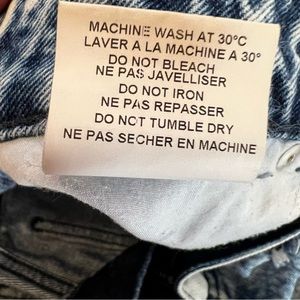 MACHINE WASH AT 30°C
LAVER A LA MACHINE A 30°
DO NOT BLEACH
NE PAS JAVELLISER
DO NOT IRON
NE PAS REPASSER
DO NOT TUMBLE DRY
NE PAS SECHER EN MACHINE